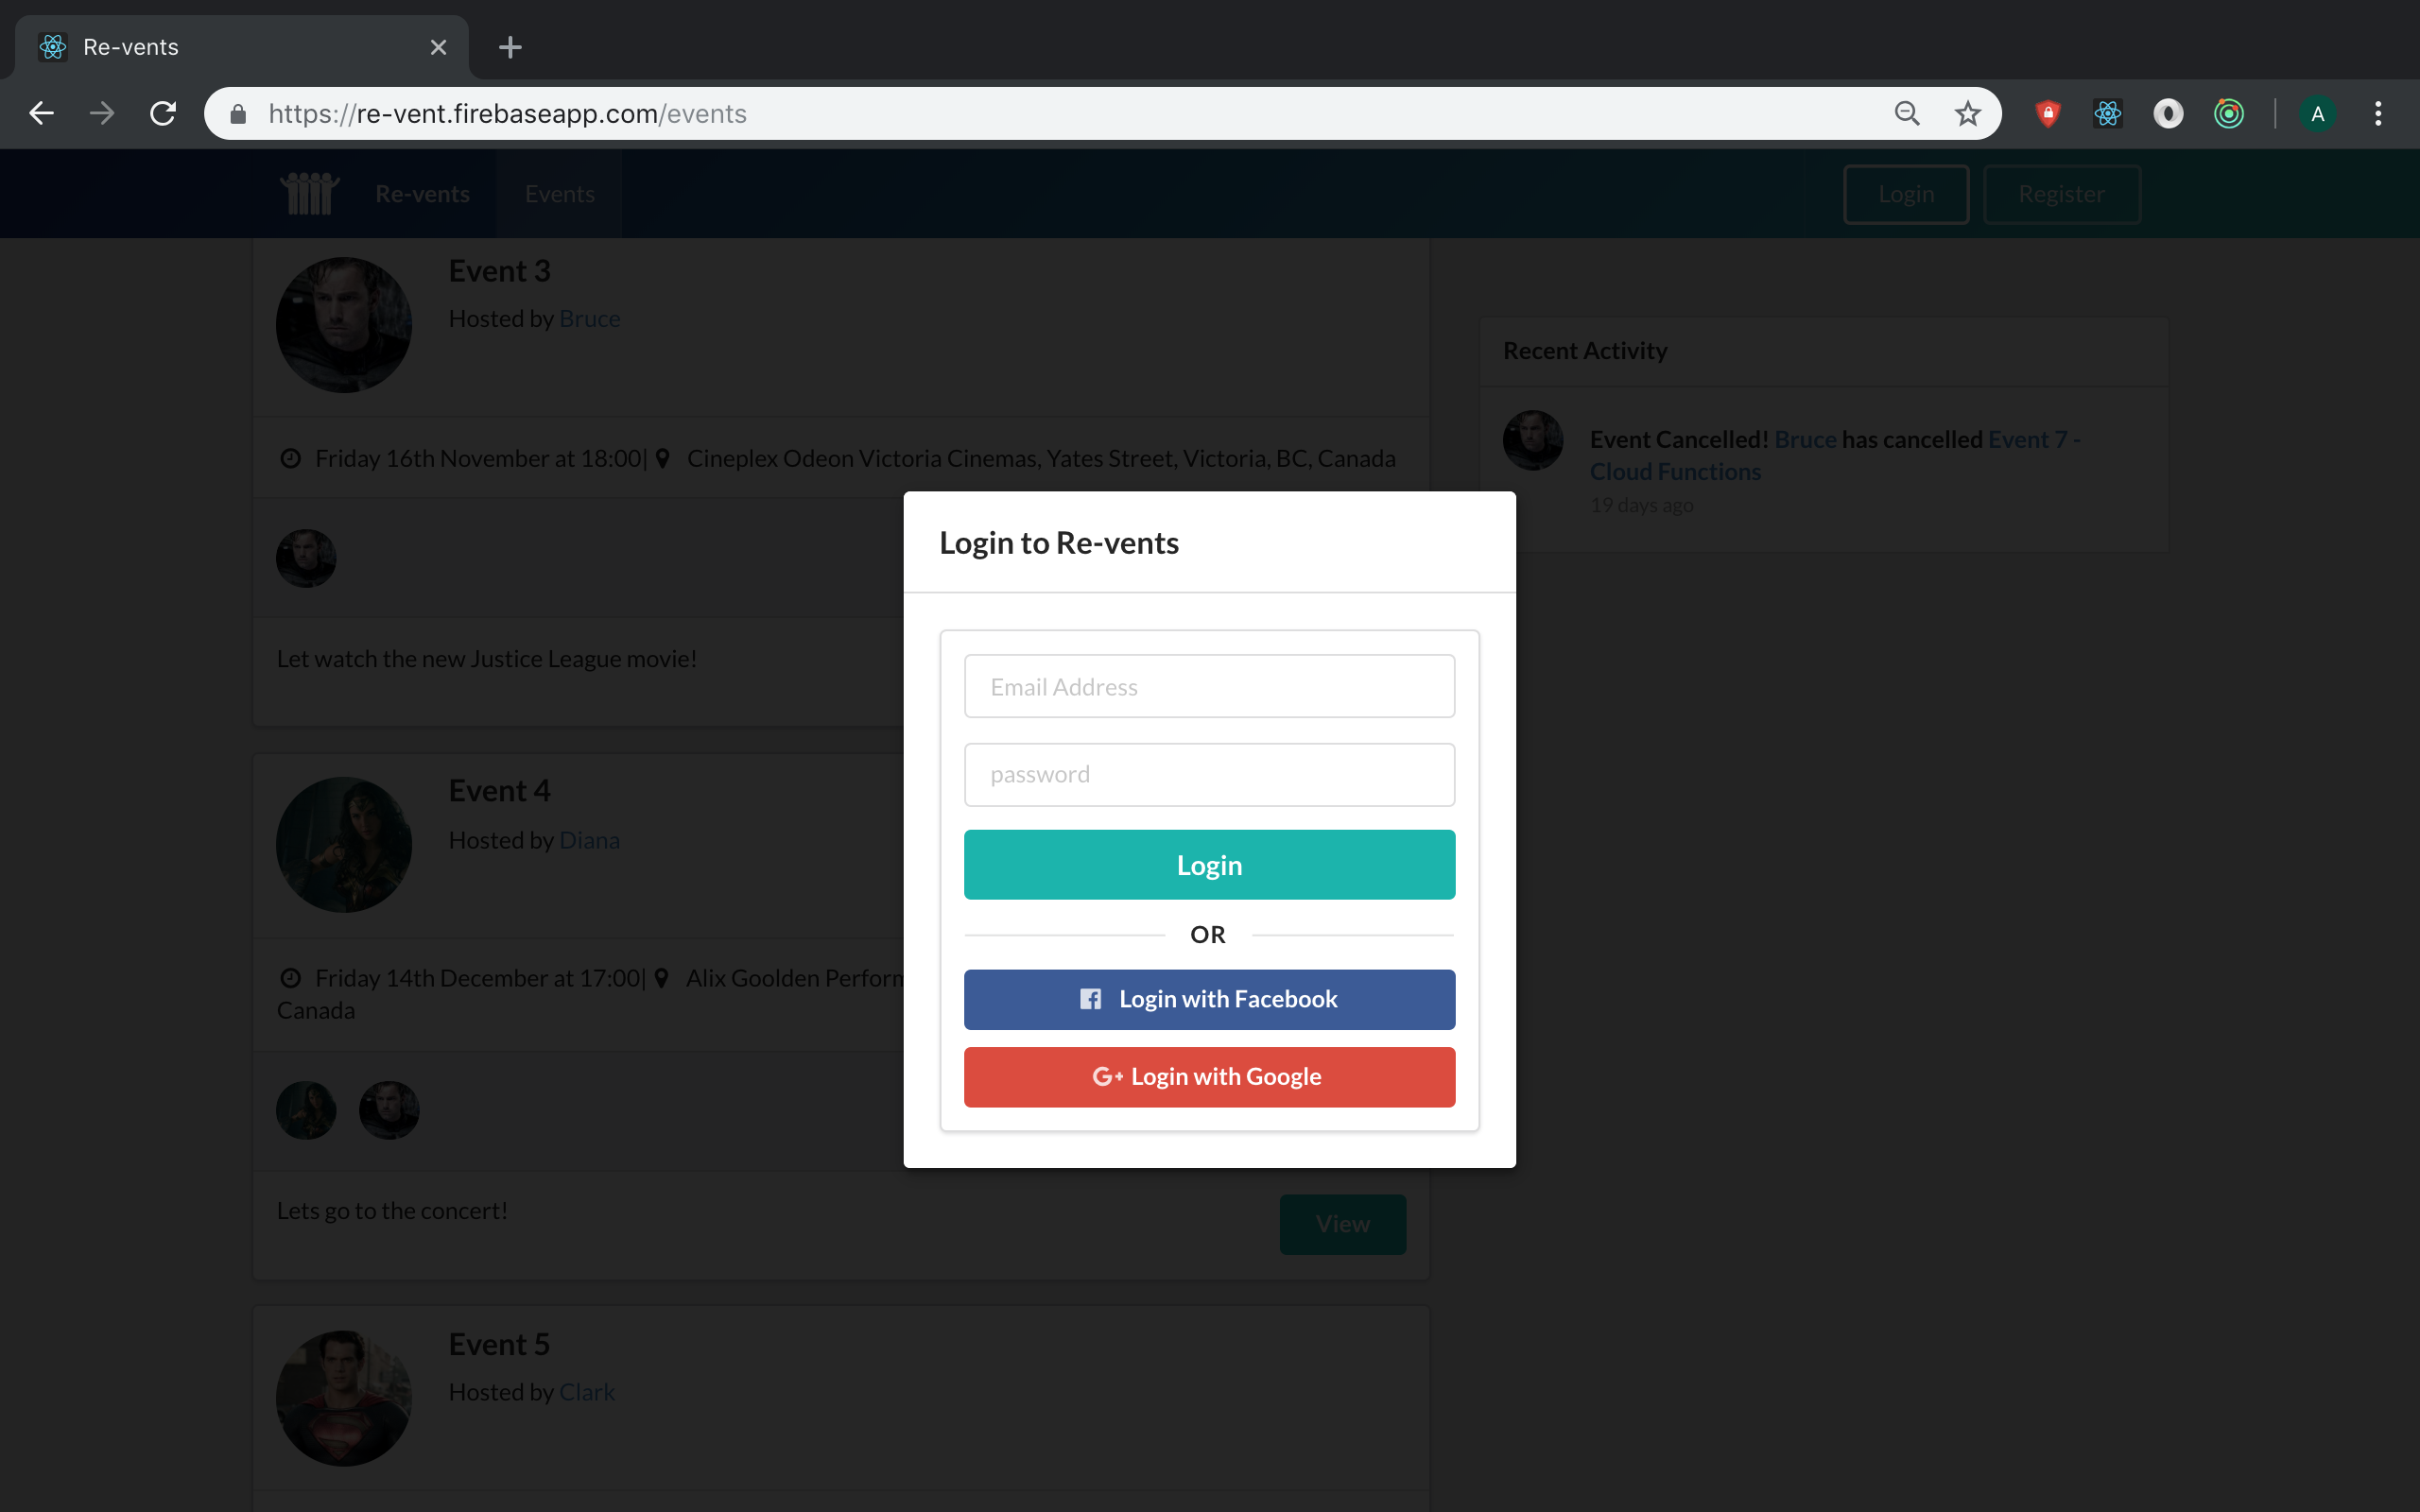 Re-vents
https://re-vent.firebaseapp.com/events
A
Re-vents
Events
Login
Register
Event 3
Hosted by Bruce
Friday 16th November at 18:00| Cineplex Odeon Victoria Cinemas, Yates Street, Victoria, BC, Canada
Let watch the new Justice League movie!
Event 4
Hosted by Diana
Friday 14th December at 17:00| Alix Goolden
Canada
Lets go to the concert!
View
Event 5
Hosted by Clark
Recent Activity
Event Cancelled! Bruce has cancelled Event 7 -
Cloud Functions
19 days ago
Login to Re-vents
Email Address
password
Login
OR
Login with Facebook
G+ Login with Google